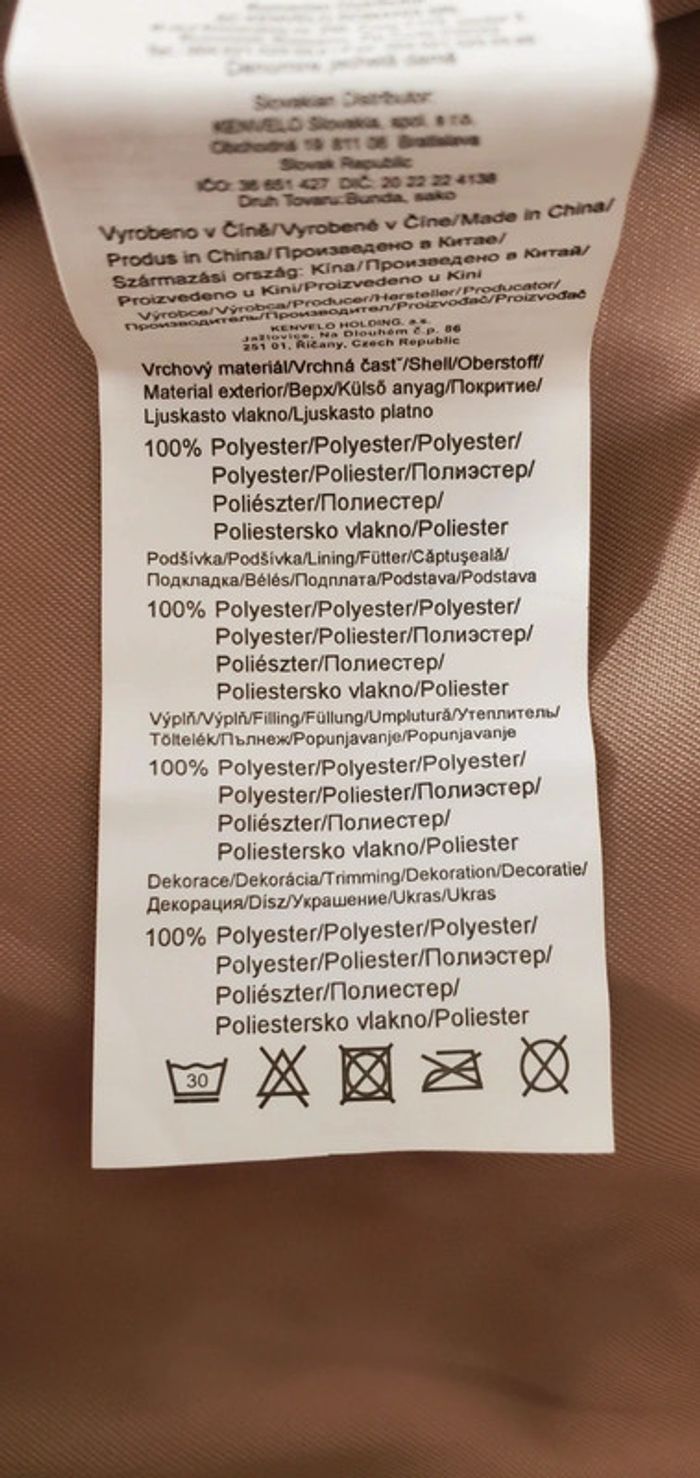 Slovakian Distributor:
KENVELO Slovakia, spol. s r.o.
Obchodná 19 811 06 Bratislava
Slovak Republic
IČO: 36 651 427 DIČ: 20 22 22 4138
Druh Tovaru: Bunda, sako
Vyrobeno v Číně/Vyrobené v Číne/Made in China/
Produs in China/Произведено в Китае/
Származási ország: Kína/Произведено в Китай/
Proizvedeno u Kini/Proizvedeno u Kini
Výrobce/Výrobca/Producer/Hersteller/Producator/
Производитель/Производител/Proizvođač/Proizvođač
KENVELO HOLDING, a.s.
Jažlovice, Na Dlouhém č.p. 86
251 01, Říčany, Czech Republic
Vrchový materiál/Vrchná časť/Shell/Oberstoff/
Material exterior/Верх/Külső anyag/Покритие/
Ljuskasto vlakno/Ljuskasto platno
100% Polyester/Polyester/Polyester/
Polyester/Poliester/Полиэстер/
Poliészter/Полиестер/
Poliestersko vlakno/Poliester
Podšívka/Podšívka/Lining/Fütter/Căptuşeală/
Подкладка/Bélés/Подплата/Podstava/Podstava
100% Polyester/Polyester/Polyester/
Polyester/Poliester/Полиэстер/
Poliészter/Полиестер/
Poliestersko vlakno/Poliester
Výplň/Výplň/Filling/Füllung/Umplutură/Утеплитель/
Töltelék/Пълнеж/Popunjavanje/Popunjavanje
100% Polyester/Polyester/Polyester/
Polyester/Poliester/Полиэстер/
Poliészter/Полиестер/
Poliestersko vlakno/Poliester
Dekorace/Dekorácia/Trimming/Dekoration/Decoratie/
Декорация/Dísz/Украшение/Ukras/Ukras
100% Polyester/Polyester/Polyester/
Polyester/Poliester/Полиэстер/
Poliészter/Полиестер/
Poliestersko vlakno/Poliester
30